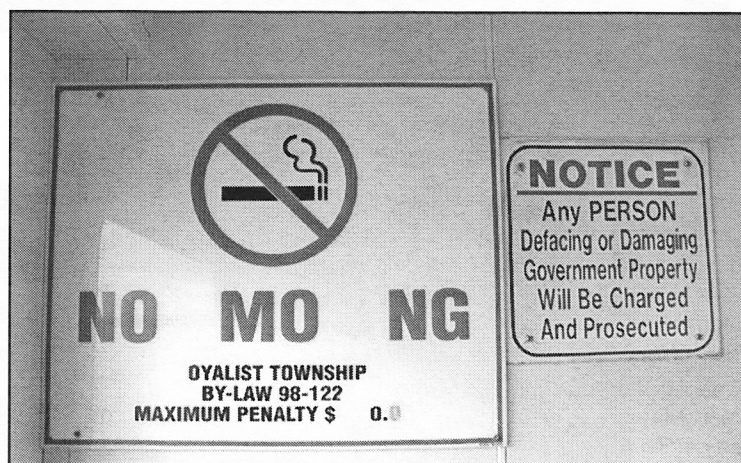 NO MO NG
OYALIST TOWNSHIP
BY-LAW 98-122
MAXIMUM PENALTY $ 0.0
NOTICE
Any PERSON
Defacing or Damaging
Government Property
Will Be Charged
And Prosecuted